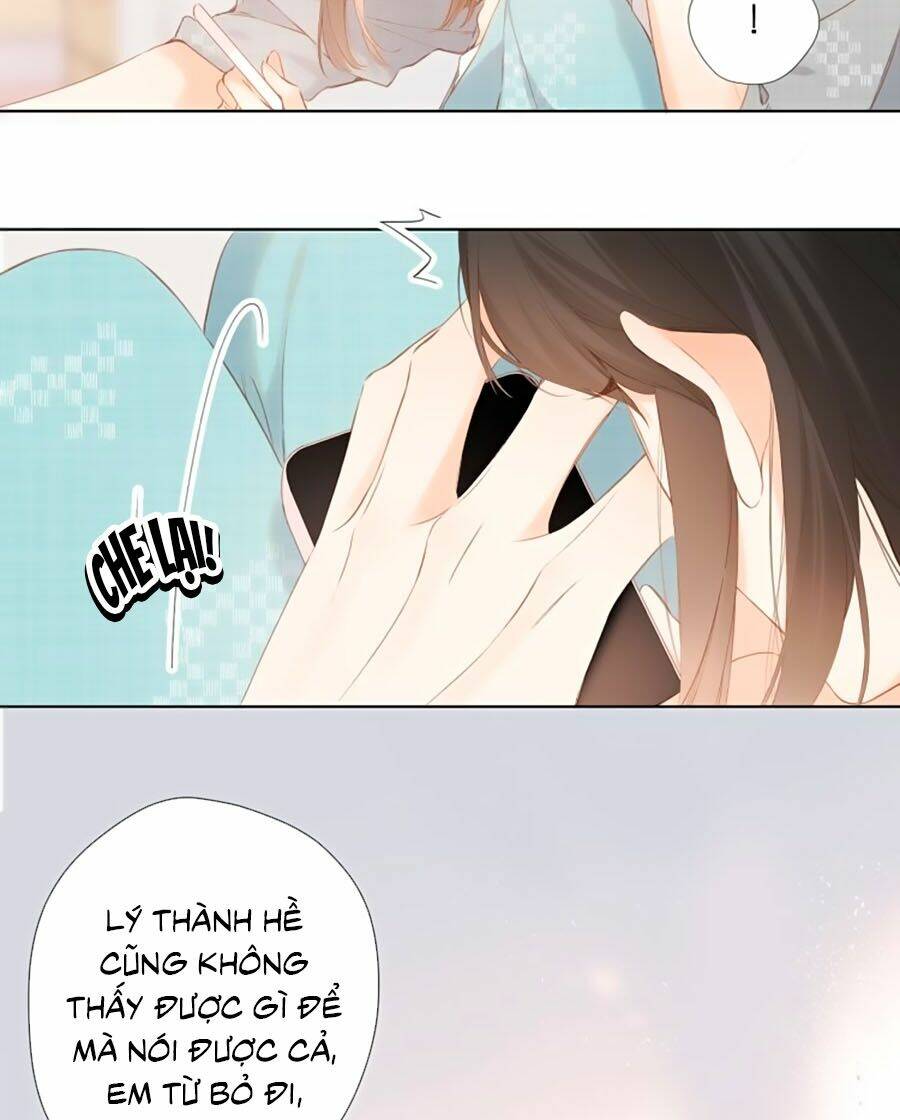 !
CHE LẠI!
LÝ THÀNH HỀ
CŨNG KHÔNG
THẤY ĐƯỢC GÌ ĐỂ
MÀ NÓI ĐƯỢC CẢ,
EM TỪ BỎ ĐI,